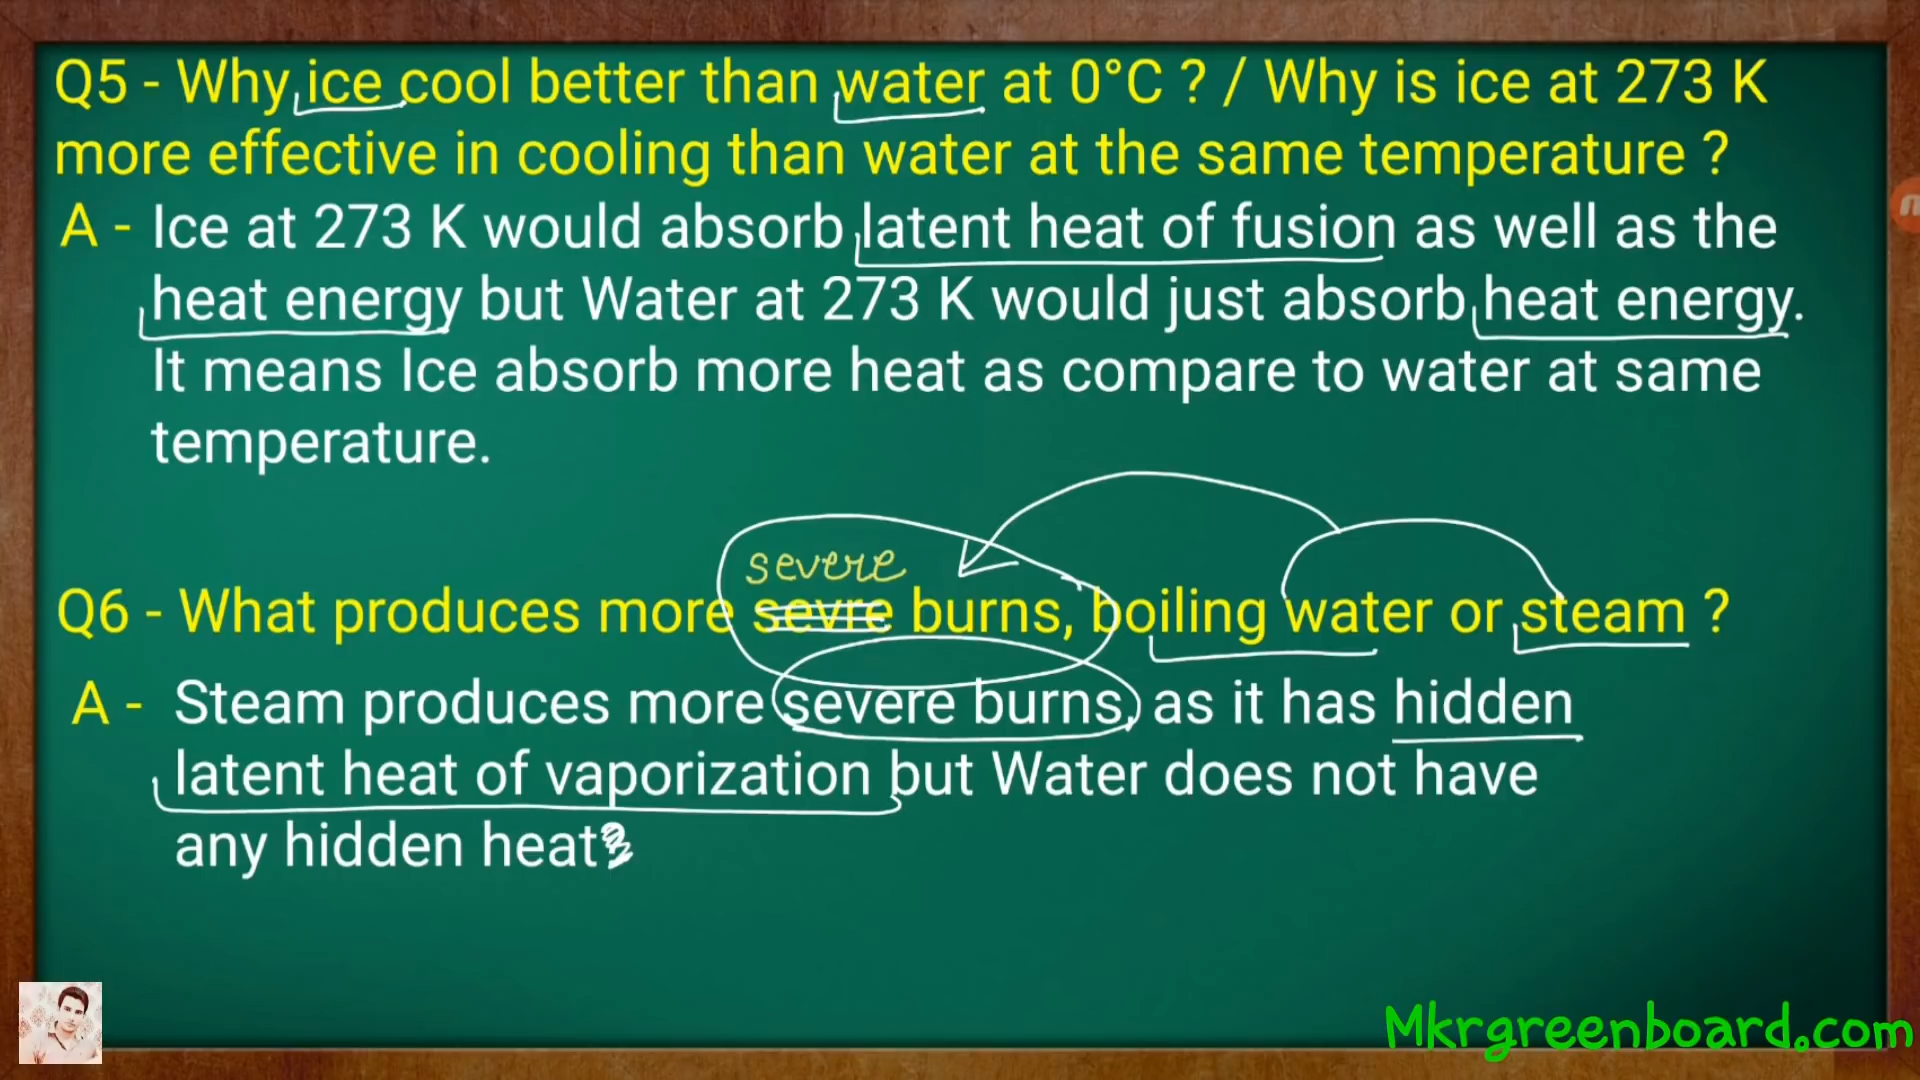 Q5 - Why ice cool better than water at 0°C ? / Why is ice at 273 K
more effective in cooling than water at the same temperature ?
A - Ice at 273 K would absorb latent heat of fusion as well as the
heat energy but Water at 273 K would just absorb heat energy.
It means Ice absorb more heat as compare to water at same
temperature.
severe
Q6 - What produces more sevre burns, boiling water or steam ?
A - Steam produces more severe burns, as it has hidden
latent heat of vaporization but Water does not have
any hidden heat
Mkrgreenboard.com